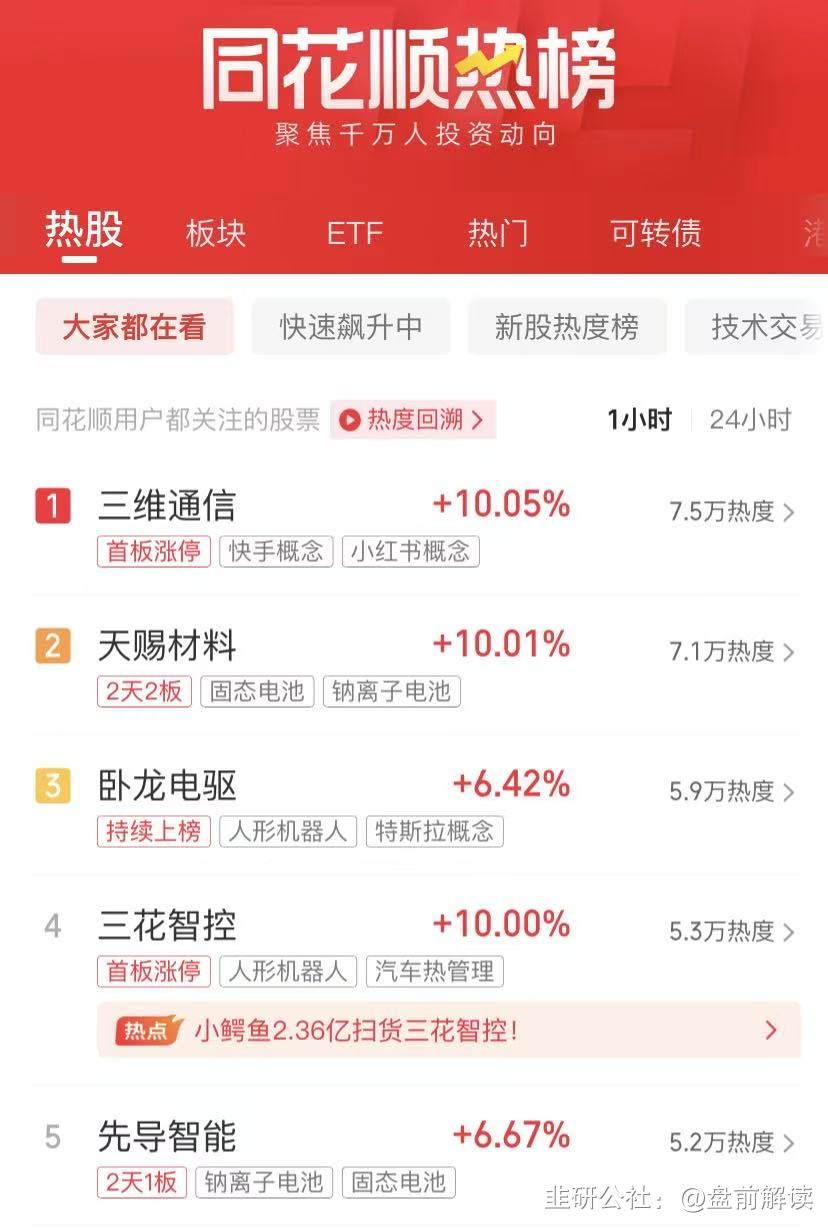 同花顺热榜
聚焦千万人投资动向
热股 板块 ETF 热门 可转债 港
大家都在看 快速飙升中 新股热度榜 技术交易
同花顺用户都关注的股票 热度回溯 1小时 24小时
1 三维通信 +10.05% 7.5万热度
首板涨停 快手概念 小红书概念
2 天赐材料 +10.01% 7.1万热度
2天2板 固态电池 钠离子电池
3 卧龙电驱 +6.42% 5.9万热度
持续上榜 人形机器人 特斯拉概念
4 三花智控 +10.00% 5.3万热度
首板涨停 人形机器人 汽车热管理
热点 小鳄鱼2.36亿扫货三花智控!
5 先导智能 +6.67% 5.2万热度
2天1板 钠离子电池 固态电池
韭研公社：@盘前解读